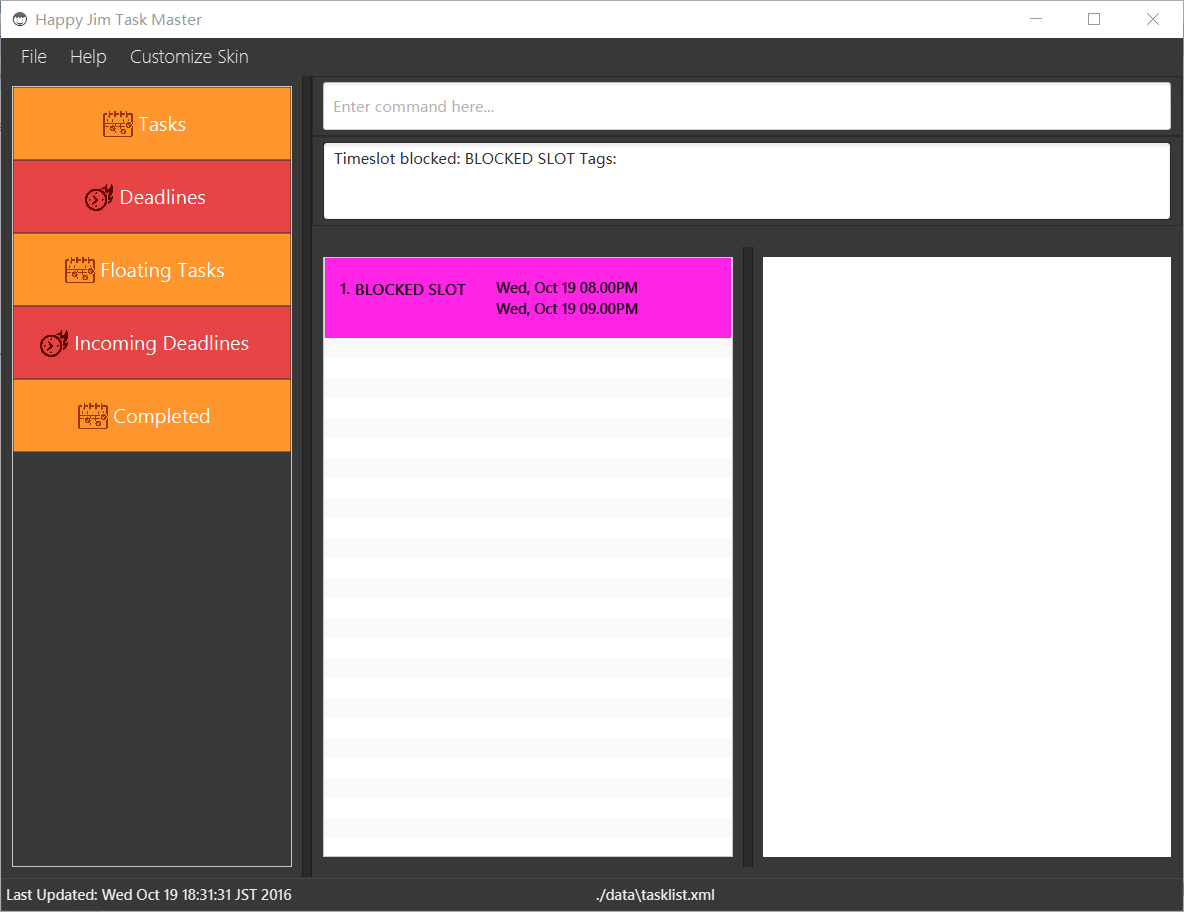 Happy Jim Task Master
File Help Customize Skin
Tasks
Deadlines
Floating Tasks
Incoming Deadlines
Completed
Enter command here...
Timeslot blocked: BLOCKED SLOT Tags:
1. BLOCKED SLOT
Wed, Oct 19 08.00PM
Wed, Oct 19 09.00PM
Last Updated: Wed Oct 19 18:31:31 JST 2016
./data\tasklist.xml